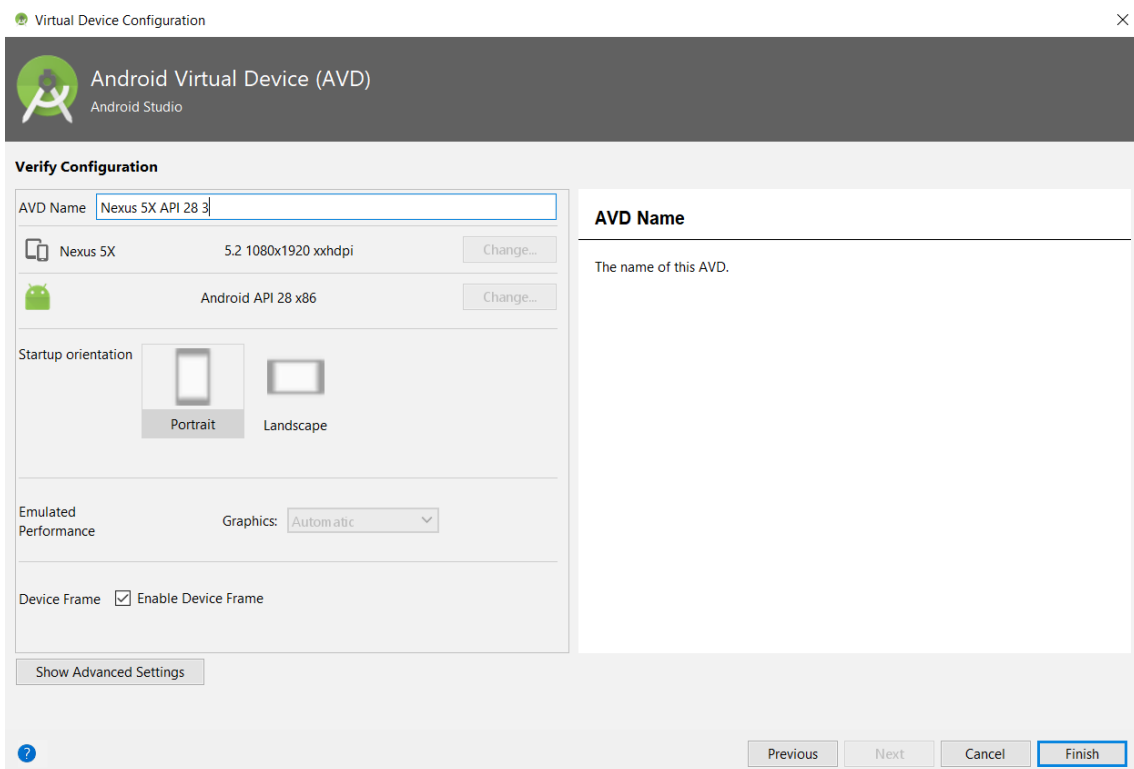 Virtual Device Configuration
Android Virtual Device (AVD)
Android Studio
Verify Configuration
AVD Name Nexus 5X API 28 3
Nexus 5X 5.2 1080x1920 xxhdpi Change...
Android API 28 x86 Change...
Startup orientation
Portrait Landscape
Emulated
Performance
Graphics: Automatic
Device Frame Enable Device Frame
Show Advanced Settings
AVD Name
The name of this AVD.
? Previous Next Cancel Finish